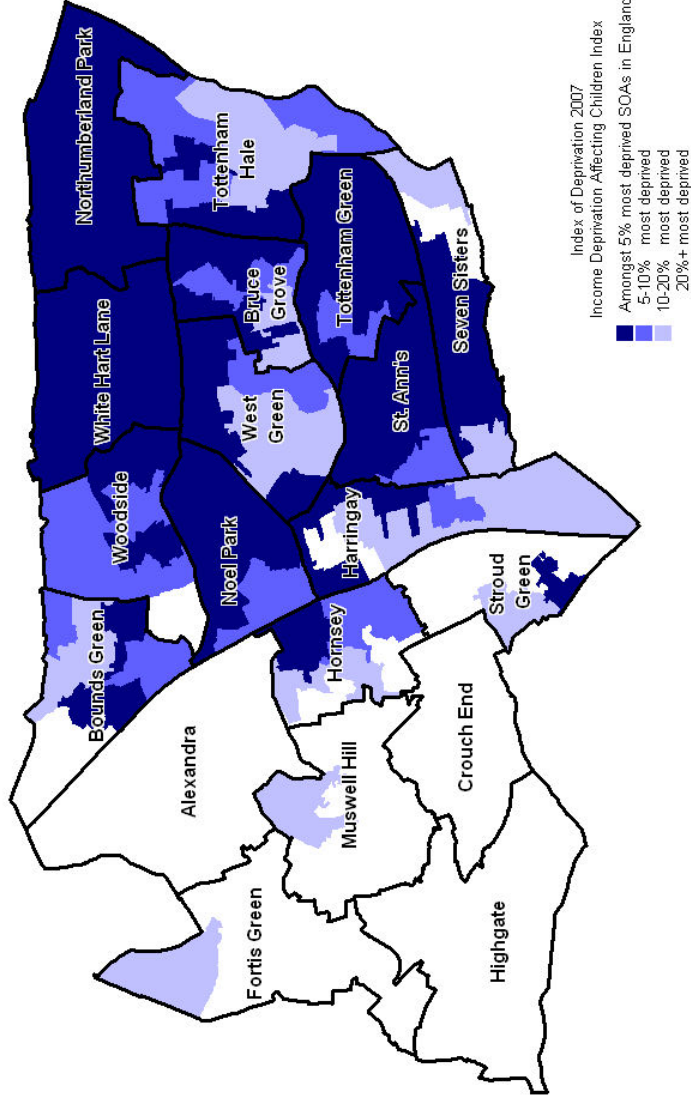 Northumberland Park
White Hart Lane
Tottenham
Hale
Woodside
Bruce
Grove
Bounds Green
West
Green
Tottenham Green
Noel Park
St. Ann's
Seven Sisters
Harringay
Alexandra
Hornsey
Stroud
Green
Muswell Hill
Crouch End
Fortis Green
Highgate
Index of Deprivation 2007
Income Deprivation Affecting Children Index
Amongst 5% most deprived SOAs in England
5-10% most deprived
10-20% most deprived
20%+ most deprived